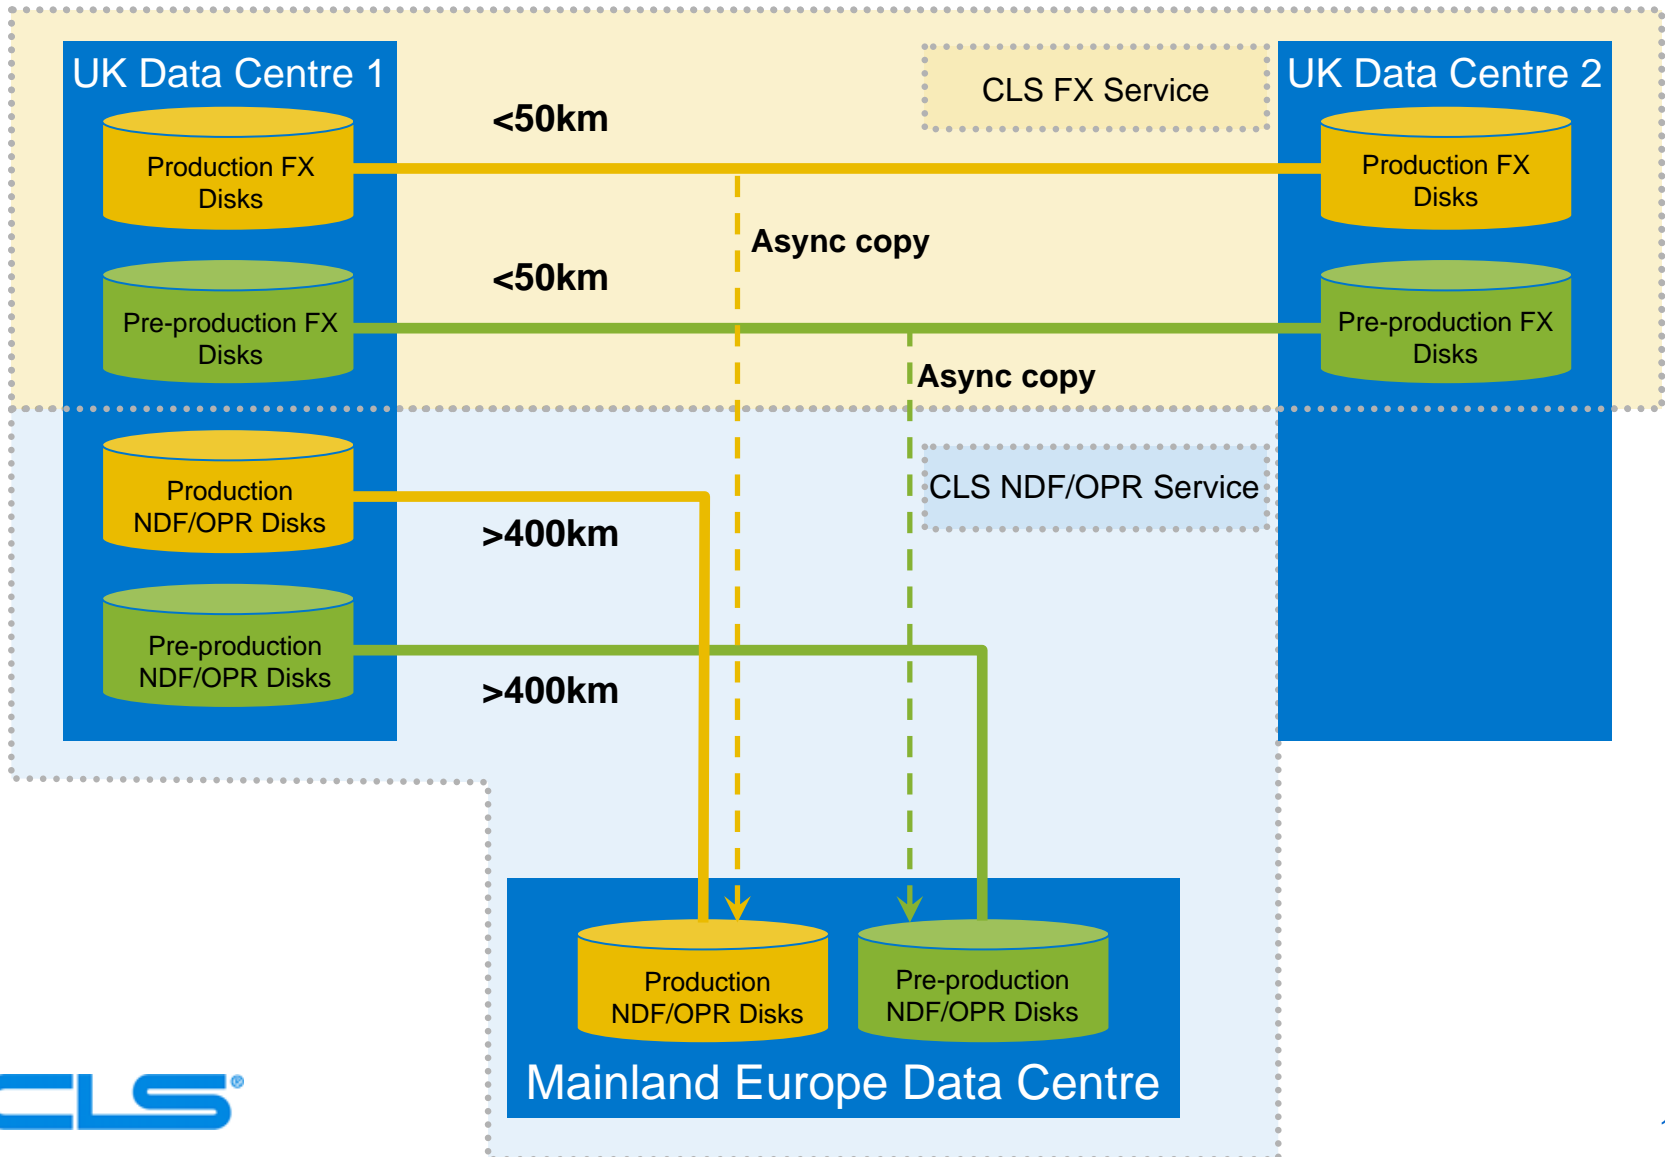 UK Data Centre 1
CLS FX Service
UK Data Centre 2
<50km
Production FX
Disks
Production FX
Disks
Async copy
<50km
Pre-production FX
Disks
Pre-production FX
Disks
Async copy
CLS NDF/OPR Service
Production
NDF/OPR Disks
>400km
Pre-production
NDF/OPR Disks
>400km
Production
NDF/OPR Disks
Pre-production
NDF/OPR Disks
Mainland Europe Data Centre
CLS®